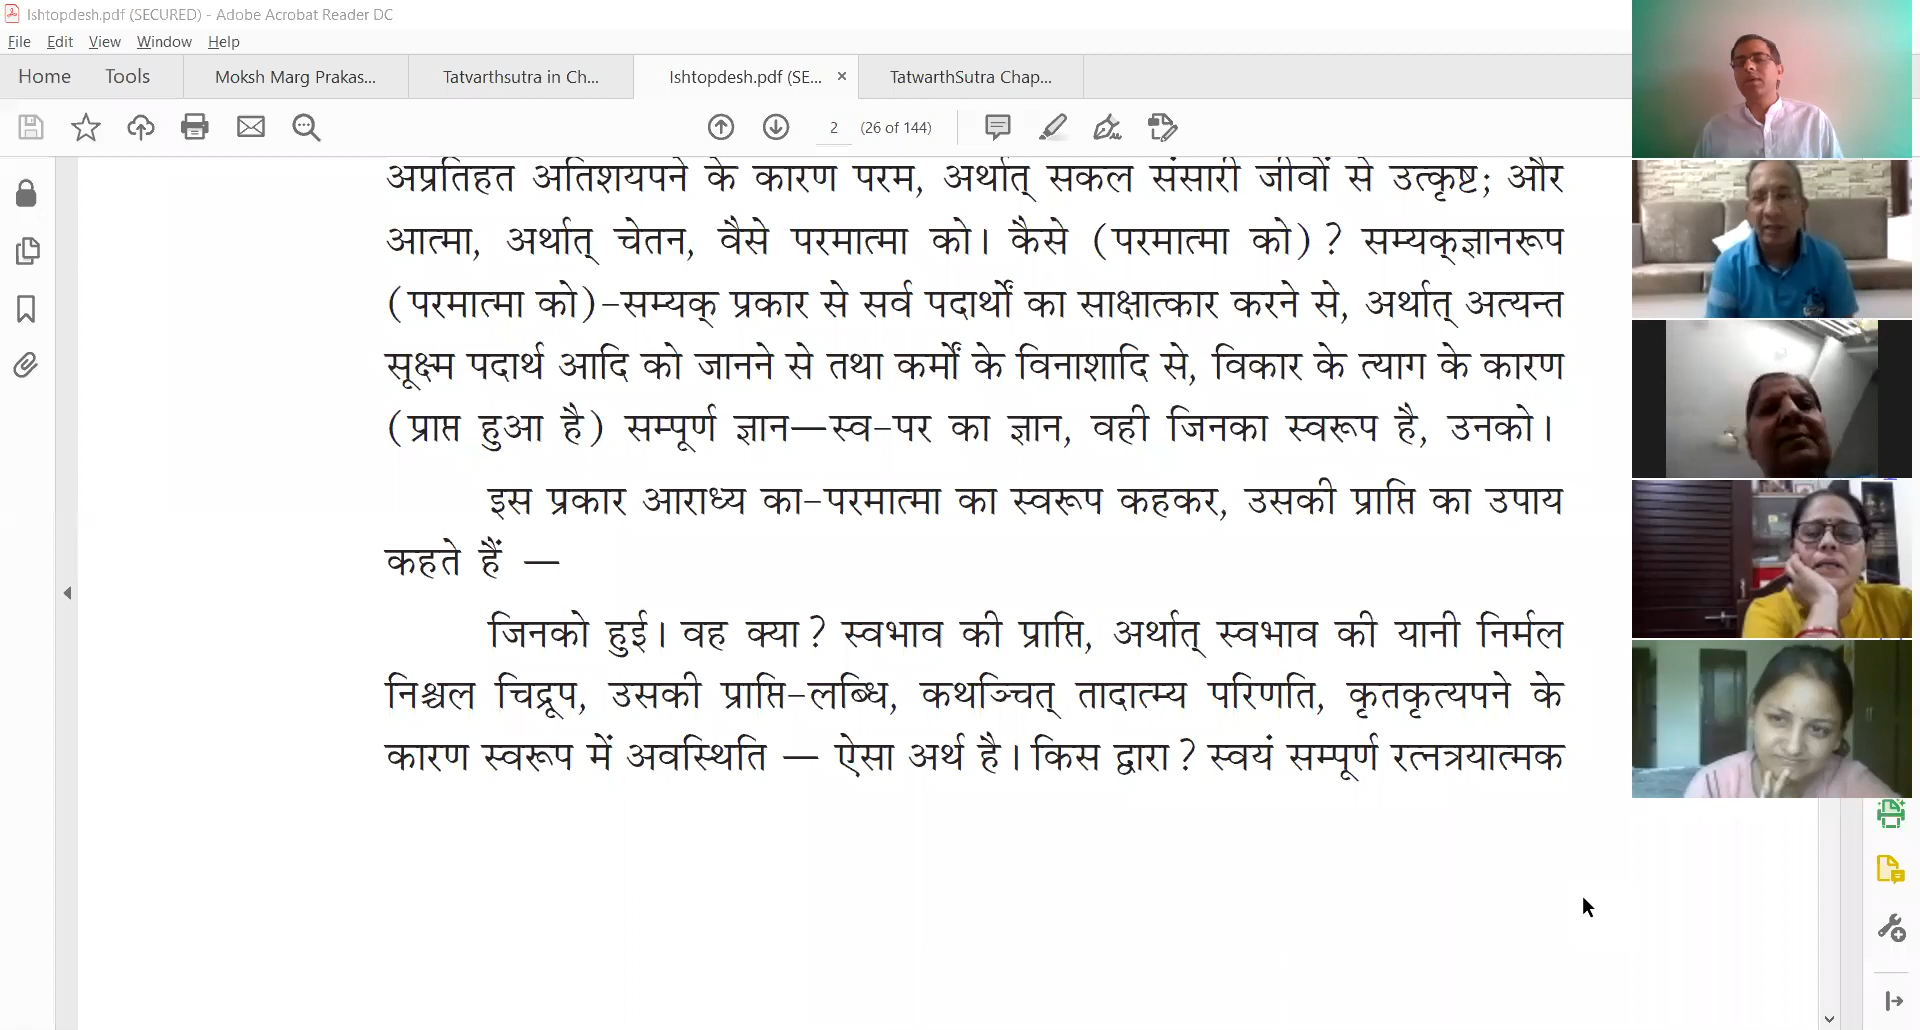 Ishtopdesh.pdf (SECURED) - Adobe Acrobat Reader DC
File Edit View Window Help
Home Tools Moksh Marg Prakas... Tatvarthsutra in Ch... Ishtopdesh.pdf (SE... × TatwarthSutra Chap...
2 (26 of 144)
अप्रतिहत अतिशयपने के कारण परम, अर्थात् सकल संसारी जीवों से उत्कृष्ट; और
आत्मा, अर्थात् चेतन, वैसे परमात्मा को। कैसे (परमात्मा को) ? सम्यक्ज्ञानरूप
(परमात्मा को)-सम्यक् प्रकार से सर्व पदार्थों का साक्षात्कार करने से, अर्थात् अत्यन्त
सूक्ष्म पदार्थ आदि को जानने से तथा कर्मों के विनाशादि से, विकार के त्याग के कारण
(प्राप्त हुआ है) सम्पूर्ण ज्ञान—स्व-पर का ज्ञान, वही जिनका स्वरूप है, उनको।
इस प्रकार आराध्य का-परमात्मा का स्वरूप कहकर, उसकी प्राप्ति का उपाय
कहते हैं —
जिनको हुई। वह क्या ? स्वभाव की प्राप्ति, अर्थात् स्वभाव की यानी निर्मल
निश्चल चिद्रूप, उसकी प्राप्ति-लब्धि, कथञ्चित् तादात्म्य परिणति, कृतकृत्यपने के
कारण स्वरूप में अवस्थिति — ऐसा अर्थ है। किस द्वारा ? स्वयं सम्पूर्ण रत्नत्रयात्मक